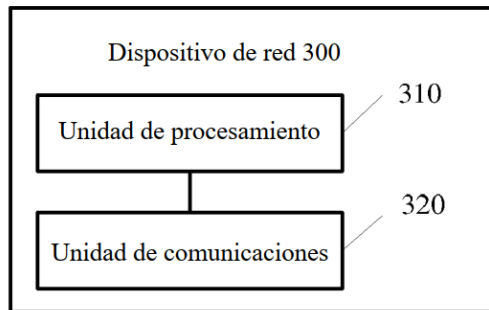 Dispositivo de red 300
310
Unidad de procesamiento
320
Unidad de comunicaciones